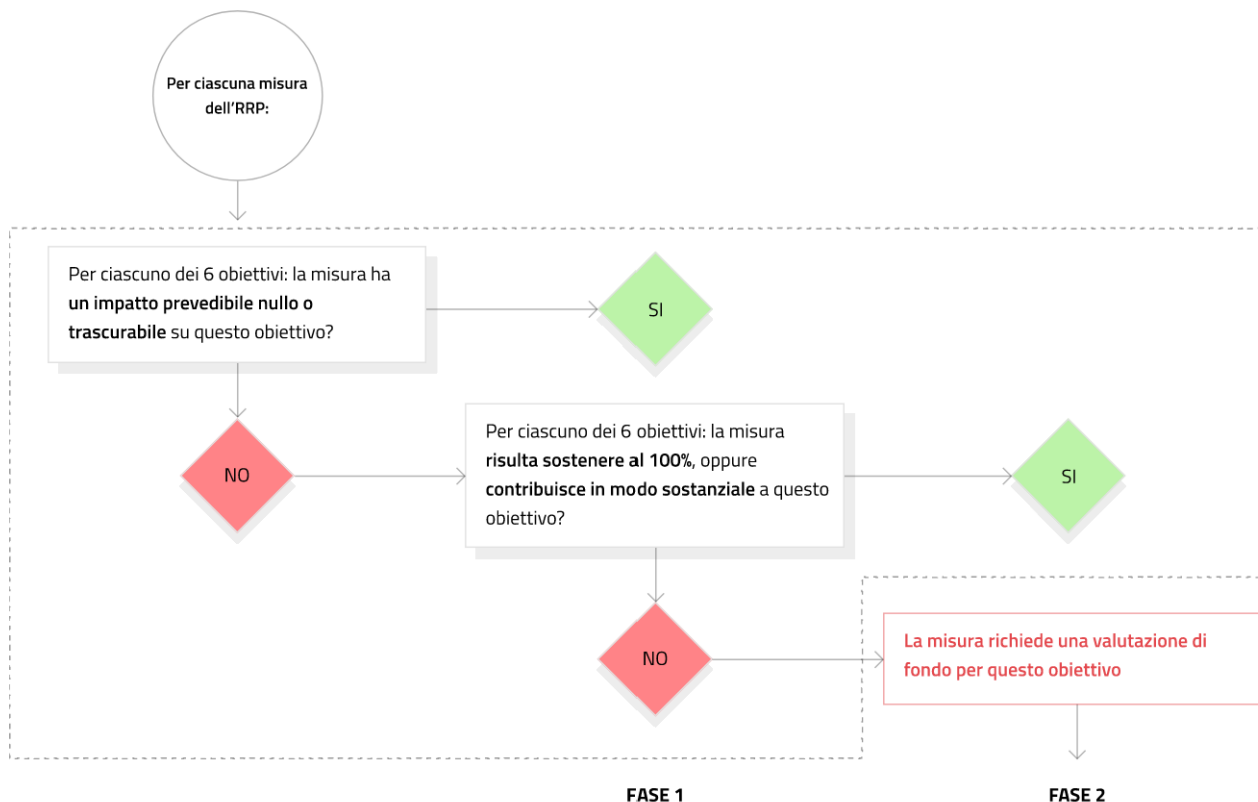 Per ciascuna misura
dell'RRP:
Per ciascuno dei 6 obiettivi: la misura ha
un impatto prevedibile nullo o
trascurabile su questo obiettivo?
SI
NO
Per ciascuno dei 6 obiettivi: la misura
risulta sostenere al 100%, oppure
contribuisce in modo sostanziale a questo
obiettivo?
SI
NO
La misura richiede una valutazione di
fondo per questo obiettivo
FASE 1
FASE 2